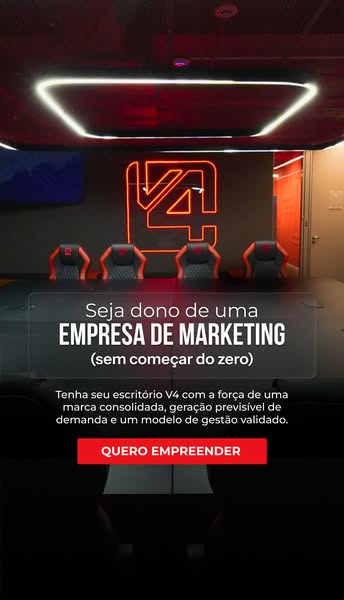 V4
Seja dono de uma
EMPRESA DE MARKETING
(sem começar do zero)
Tenha seu escritório V4 com a força de uma
marca consolidada, geração previsível de
demanda e um modelo de gestão validado.
QUERO EMPREENDER